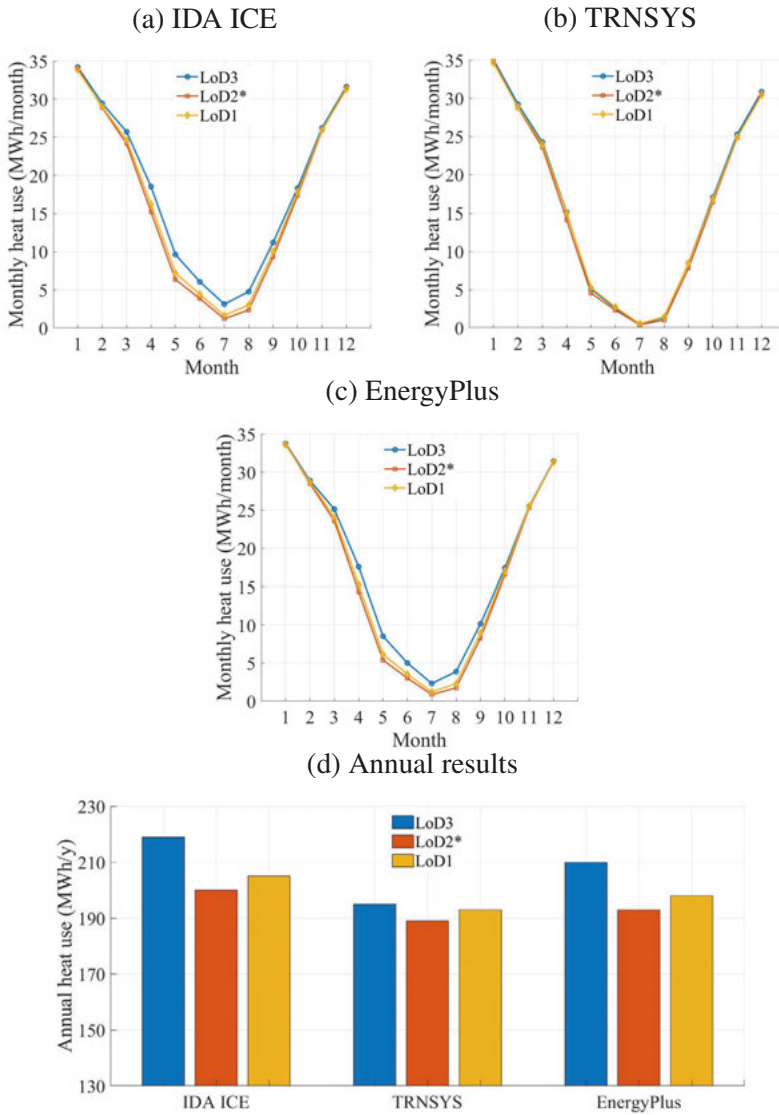 (a) IDA ICE
(b) TRNSYS
Monthly heat use (MWh/month)
35
30
25
20
15
10
5
0
LoD3
LoD2*
LoD1
1 2 3 4 5 6 7 8 9 10 11 12
Month
Monthly heat use (MWh/month)
35
30
25
20
15
10
5
0
LoD3
LoD2*
LoD1
1 2 3 4 5 6 7 8 9 10 11 12
Month
(c) EnergyPlus
Monthly heat use (MWh/month)
35
30
25
20
15
10
5
0
LoD3
LoD2*
LoD1
1 2 3 4 5 6 7 8 9 10 11 12
Month
(d) Annual results
Annual heat use (MWh/y)
230
210
190
170
150
130
LoD3
LoD2*
LoD1
IDA ICE TRNSYS EnergyPlus